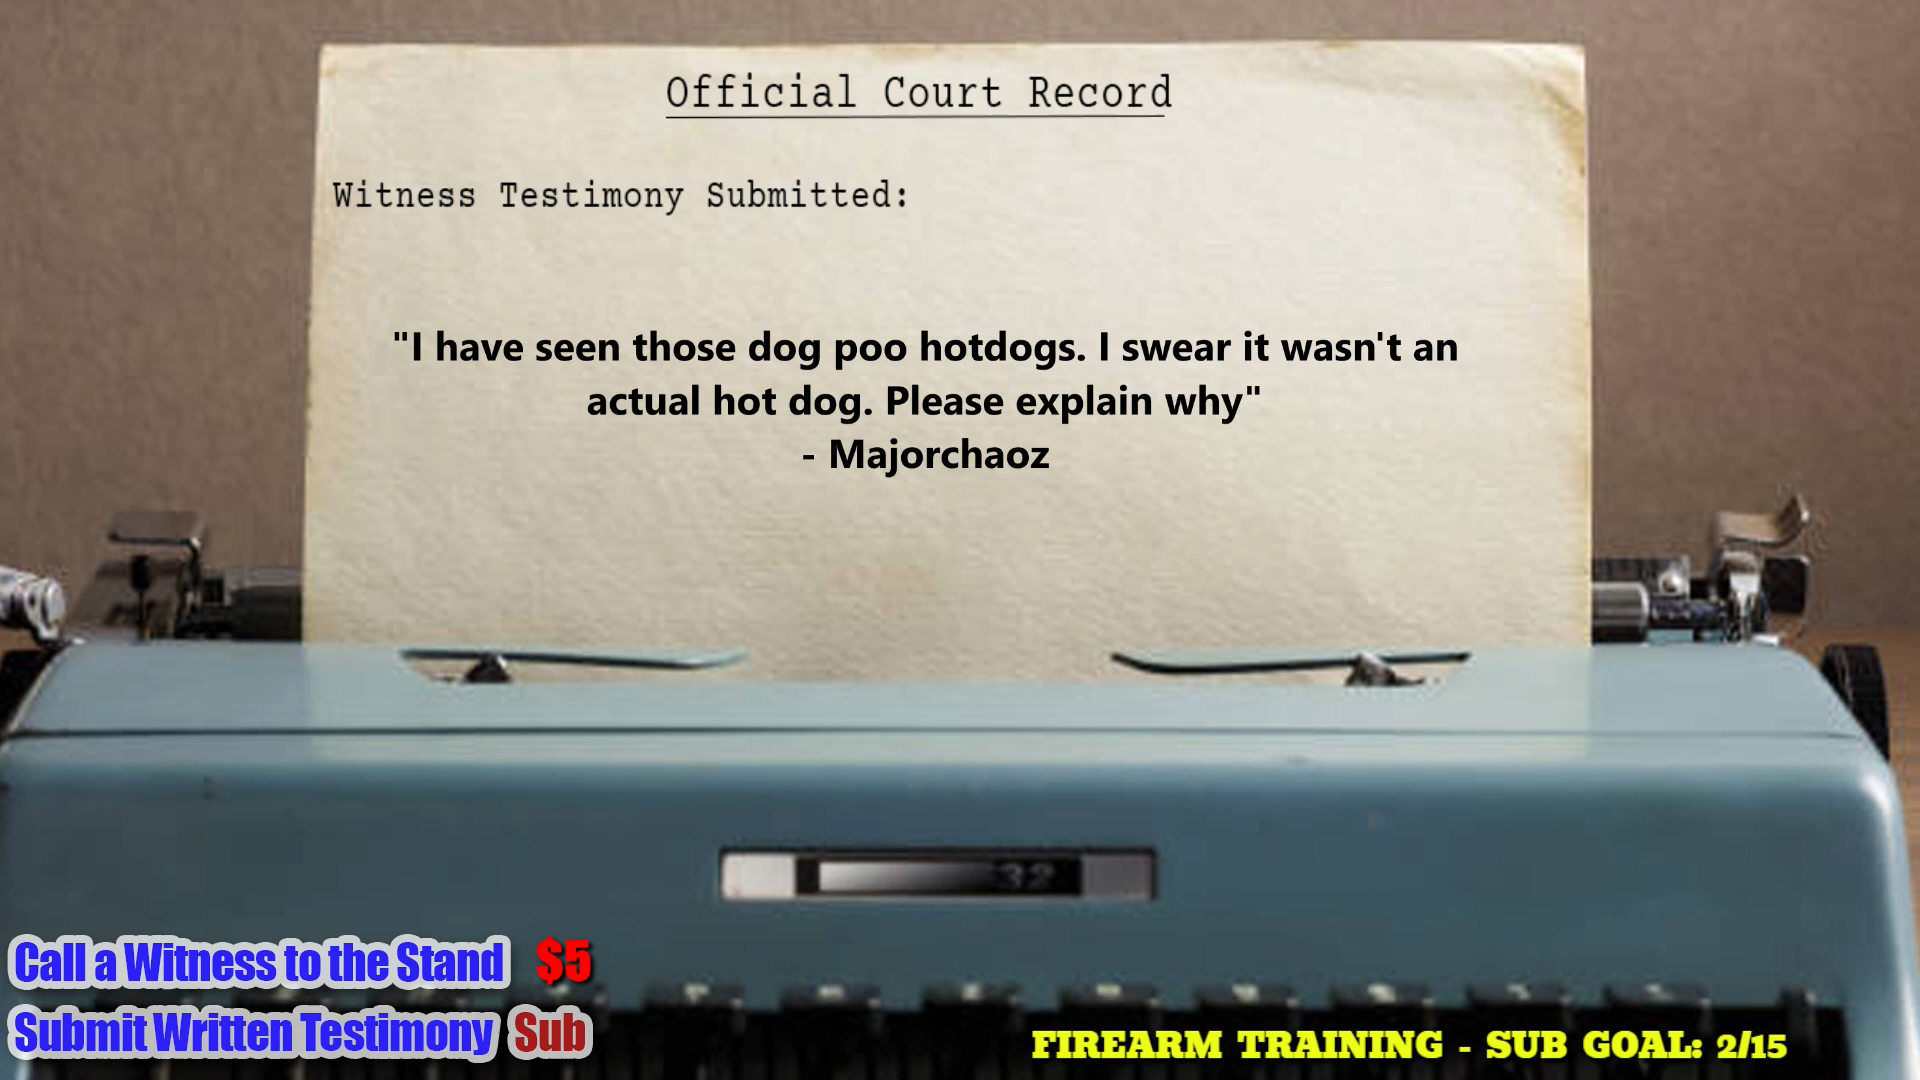 Official Court Record
Witness Testimony Submitted:
"I have seen those dog poo hotdogs. I swear it wasn't an
actual hot dog. Please explain why"
- Majorchaoz
32
Call a Witness to the Stand $5
Submit Written Testimony Sub
FIREARM TRAINING - SUB GOAL: 2/15